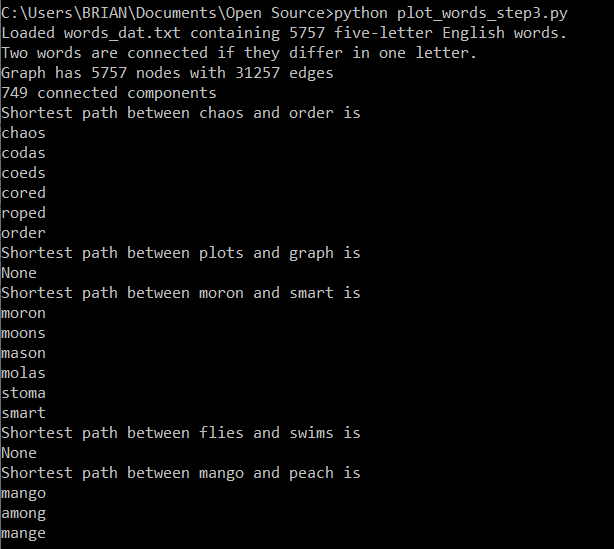 C:\Users\BRIAN\Documents\Open Source>python plot_words_step3.py
Loaded words_dat.txt containing 5757 five-letter English words.
Two words are connected if they differ in one letter.
Graph has 5757 nodes with 31257 edges
749 connected components
Shortest path between chaos and order is
chaos
codas
coeds
cored
roped
order
Shortest path between plots and graph is
None
Shortest path between moron and smart is
moron
moons
mason
molas
stoma
smart
Shortest path between flies and swims is
None
Shortest path between mango and peach is
mango
among
mange